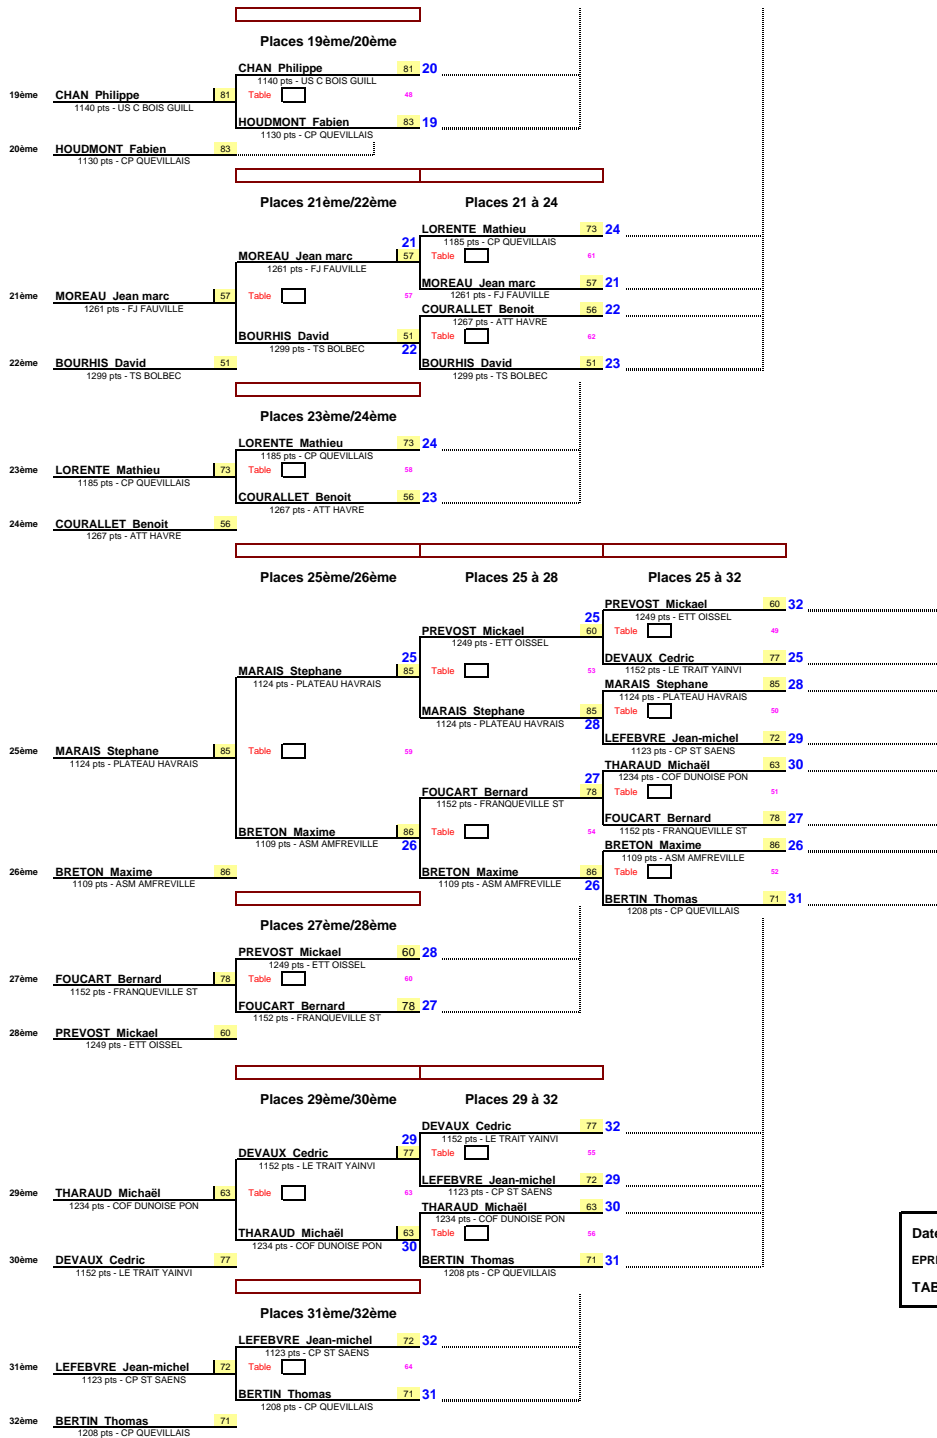 Places 19ème/20ème
CHAN Philippe 81 20
1140 pts - US C BOIS GUILL
19ème CHAN Philippe 81 Table 48
1140 pts - US C BOIS GUILL
HOUDMONT Fabien 83 19
1130 pts - CP QUEVILLAIS
20ème HOUDMONT Fabien 83
1130 pts - CP QUEVILLAIS
Places 21ème/22ème Places 21 à 24
LORENTE Mathieu 73 24
21 1185 pts - CP QUEVILLAIS
MOREAU Jean marc 57 Table 61
1261 pts - FJ FAUVILLE
MOREAU Jean marc 57 21
21ème MOREAU Jean marc 57 Table 57 1261 pts - FJ FAUVILLE
1261 pts - FJ FAUVILLE
COURALLET Benoit 56 22
1267 pts - ATT HAVRE
BOURHIS David 51 Table 62
1299 pts - TS BOLBEC 22
22ème BOURHIS David 51 BOURHIS David 51 23
1299 pts - TS BOLBEC 1299 pts - TS BOLBEC
Places 23ème/24ème
LORENTE Mathieu 73 24
1185 pts - CP QUEVILLAIS
23ème LORENTE Mathieu 73 Table 58
1185 pts - CP QUEVILLAIS
COURALLET Benoit 56 23
1267 pts - ATT HAVRE
24ème COURALLET Benoit 56
1267 pts - ATT HAVRE
Places 25ème/26ème Places 25 à 28 Places 25 à 32
PREVOST Mickael 60 32
25 1249 pts - ETT OISSEL
PREVOST Mickael 60 Table 49
1249 pts - ETT OISSEL
25 DEVAUX Cedric 77 25
MARAIS Stephane 85 Table 53 1152 pts - LE TRAIT YAINVI
1124 pts - PLATEAU HAVRAIS MARAIS Stephane 85 28
1124 pts - PLATEAU HAVRAIS
MARAIS Stephane 85 Table 50
1124 pts - PLATEAU HAVRAIS 28
LEFEBVRE Jean-michel 72 29
25ème MARAIS Stephane 85 Table 59 1123 pts - CP ST SAENS
1124 pts - PLATEAU HAVRAIS THARAUD Michaël 63 30
27 1234 pts - COF DUNOISE PON
FOUCART Bernard 78 Table 51
1152 pts - FRANQUEVILLE ST
FOUCART Bernard 78 27
BRETON Maxime 86 Table 54 1152 pts - FRANQUEVILLE ST
1109 pts - ASM AMFREVILLE 26 BRETON Maxime 86 26
1109 pts - ASM AMFREVILLE
26ème BRETON Maxime 86 BRETON Maxime 86 Table 52
1109 pts - ASM AMFREVILLE 1109 pts - ASM AMFREVILLE 26
BERTIN Thomas 71 31
1208 pts - CP QUEVILLAIS
Places 27ème/28ème
PREVOST Mickael 60 28
1249 pts - ETT OISSEL
27ème FOUCART Bernard 78 Table 60
1152 pts - FRANQUEVILLE ST
FOUCART Bernard 78 27
1152 pts - FRANQUEVILLE ST
28ème PREVOST Mickael 60
1249 pts - ETT OISSEL
Places 29ème/30ème Places 29 à 32
DEVAUX Cedric 77 32
29 1152 pts - LE TRAIT YAINVI
DEVAUX Cedric 77 Table 55
1152 pts - LE TRAIT YAINVI
LEFEBVRE Jean-michel 72 29
29ème THARAUD Michaël 63 Table 63 1123 pts - CP ST SAENS
1234 pts - COF DUNOISE PON THARAUD Michaël 63 30
1234 pts - COF DUNOISE PON
THARAUD Michaël 63 Table 56
1234 pts - COF DUNOISE PON 30
30ème DEVAUX Cedric 77 BERTIN Thomas 71 31
1152 pts - LE TRAIT YAINVI 1208 pts - CP QUEVILLAIS
Date
EPR
TAB
Places 31ème/32ème
LEFEBVRE Jean-michel 72 32
1123 pts - CP ST SAENS
31ème LEFEBVRE Jean-michel 72 Table 64
1123 pts - CP ST SAENS
BERTIN Thomas 71 31
1208 pts - CP QUEVILLAIS
32ème BERTIN Thomas 71
1208 pts - CP QUEVILLAIS